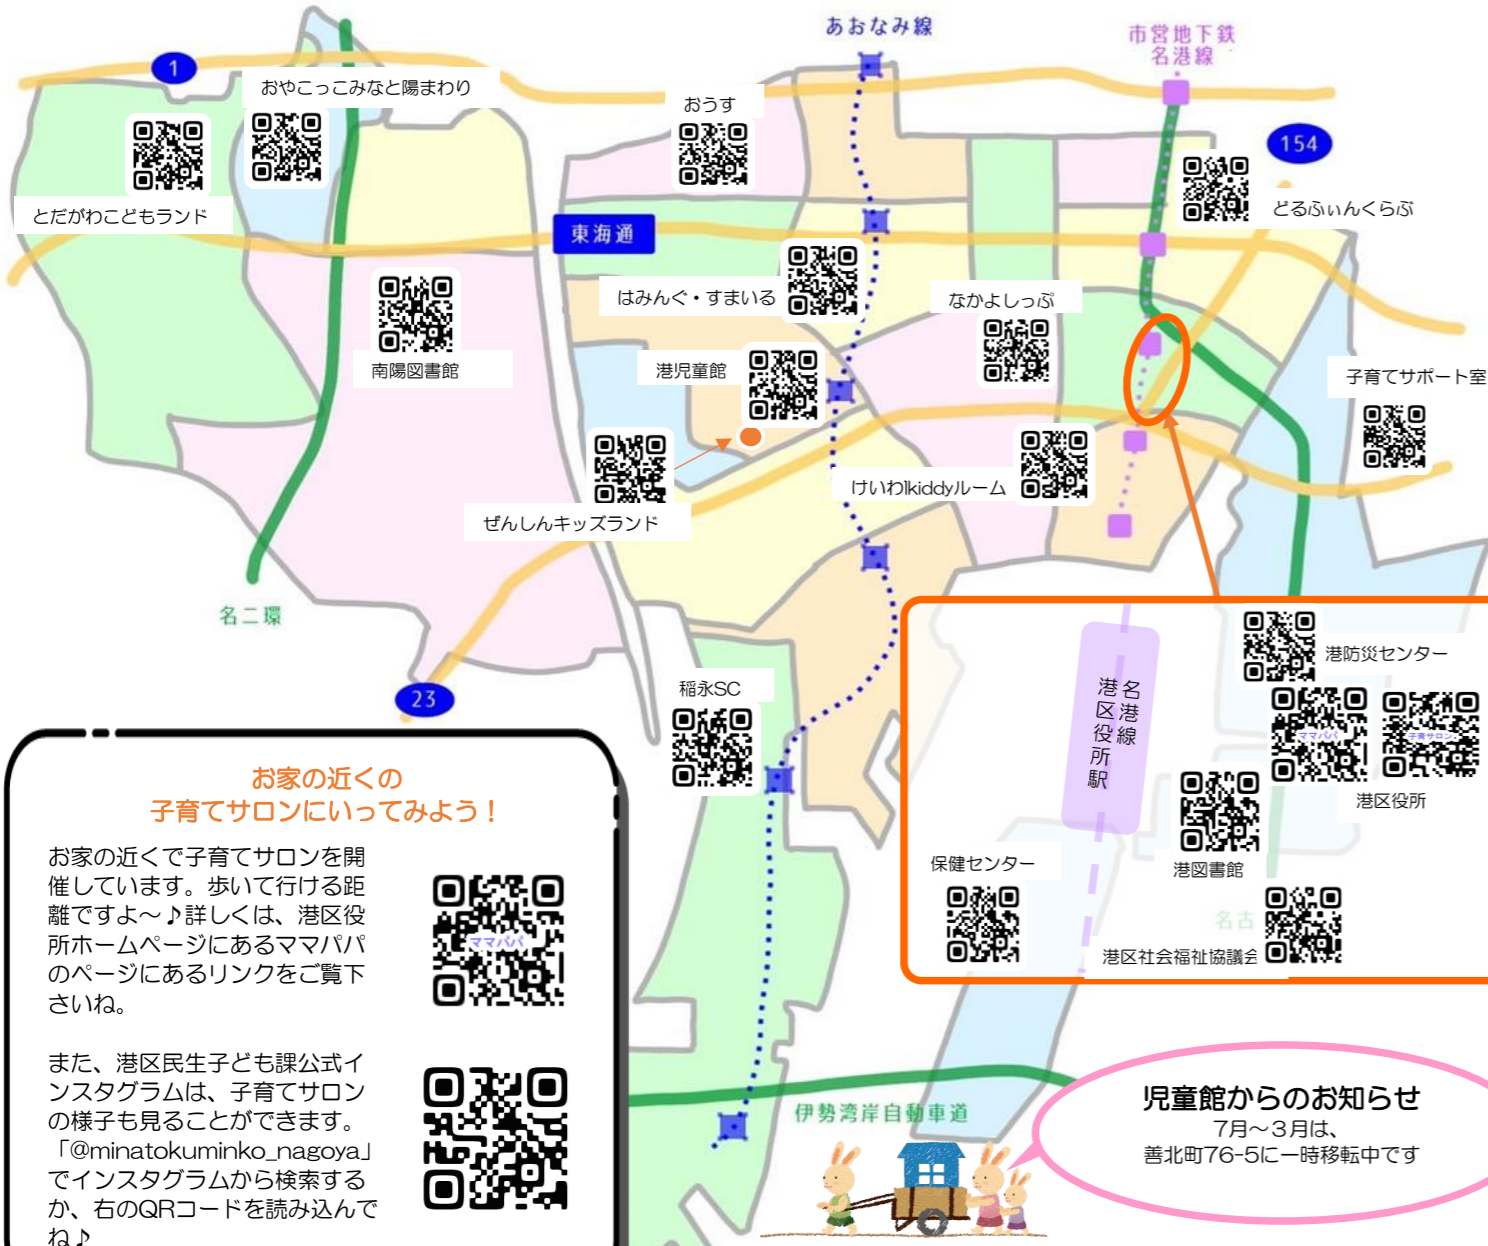 あおなみ線
市営地下鉄
名港線
1
おやこっこみなと陽まわり
おうす
154
とだがわこどもランド
どるふぃんくらぶ
東海通
はみんぐ・すまいる
なかよしっぷ
南陽図書館
港児童館
子育てサポート室
けいわkiddyルーム
ぜんしんキッズランド
名二環
23
稲永SC
港防災センター
名港線
港区役所駅
ママパパ
子育サロン
港区役所
保健センター
港図書館
名古
港区社会福祉協議会
お家の近くの
子育てサロンにいってみよう！
お家の近くで子育てサロンを開
催しています。歩いて行ける距
離ですよ～♪詳しくは、港区役
所ホームページにあるママパパ
のページにあるリンクをご覧下
さいね。
ママパパ
また、港区民生子ども課公式イ
ンスタグラムは、子育てサロン
の様子も見ることができます。
「@minatokuminko_nagoya」
でインスタグラムから検索する
か、右のQRコードを読み込んで
ね♪
伊勢湾岸自動車道
児童館からのお知らせ
7月～3月は、
善北町76-5に一時移転中です